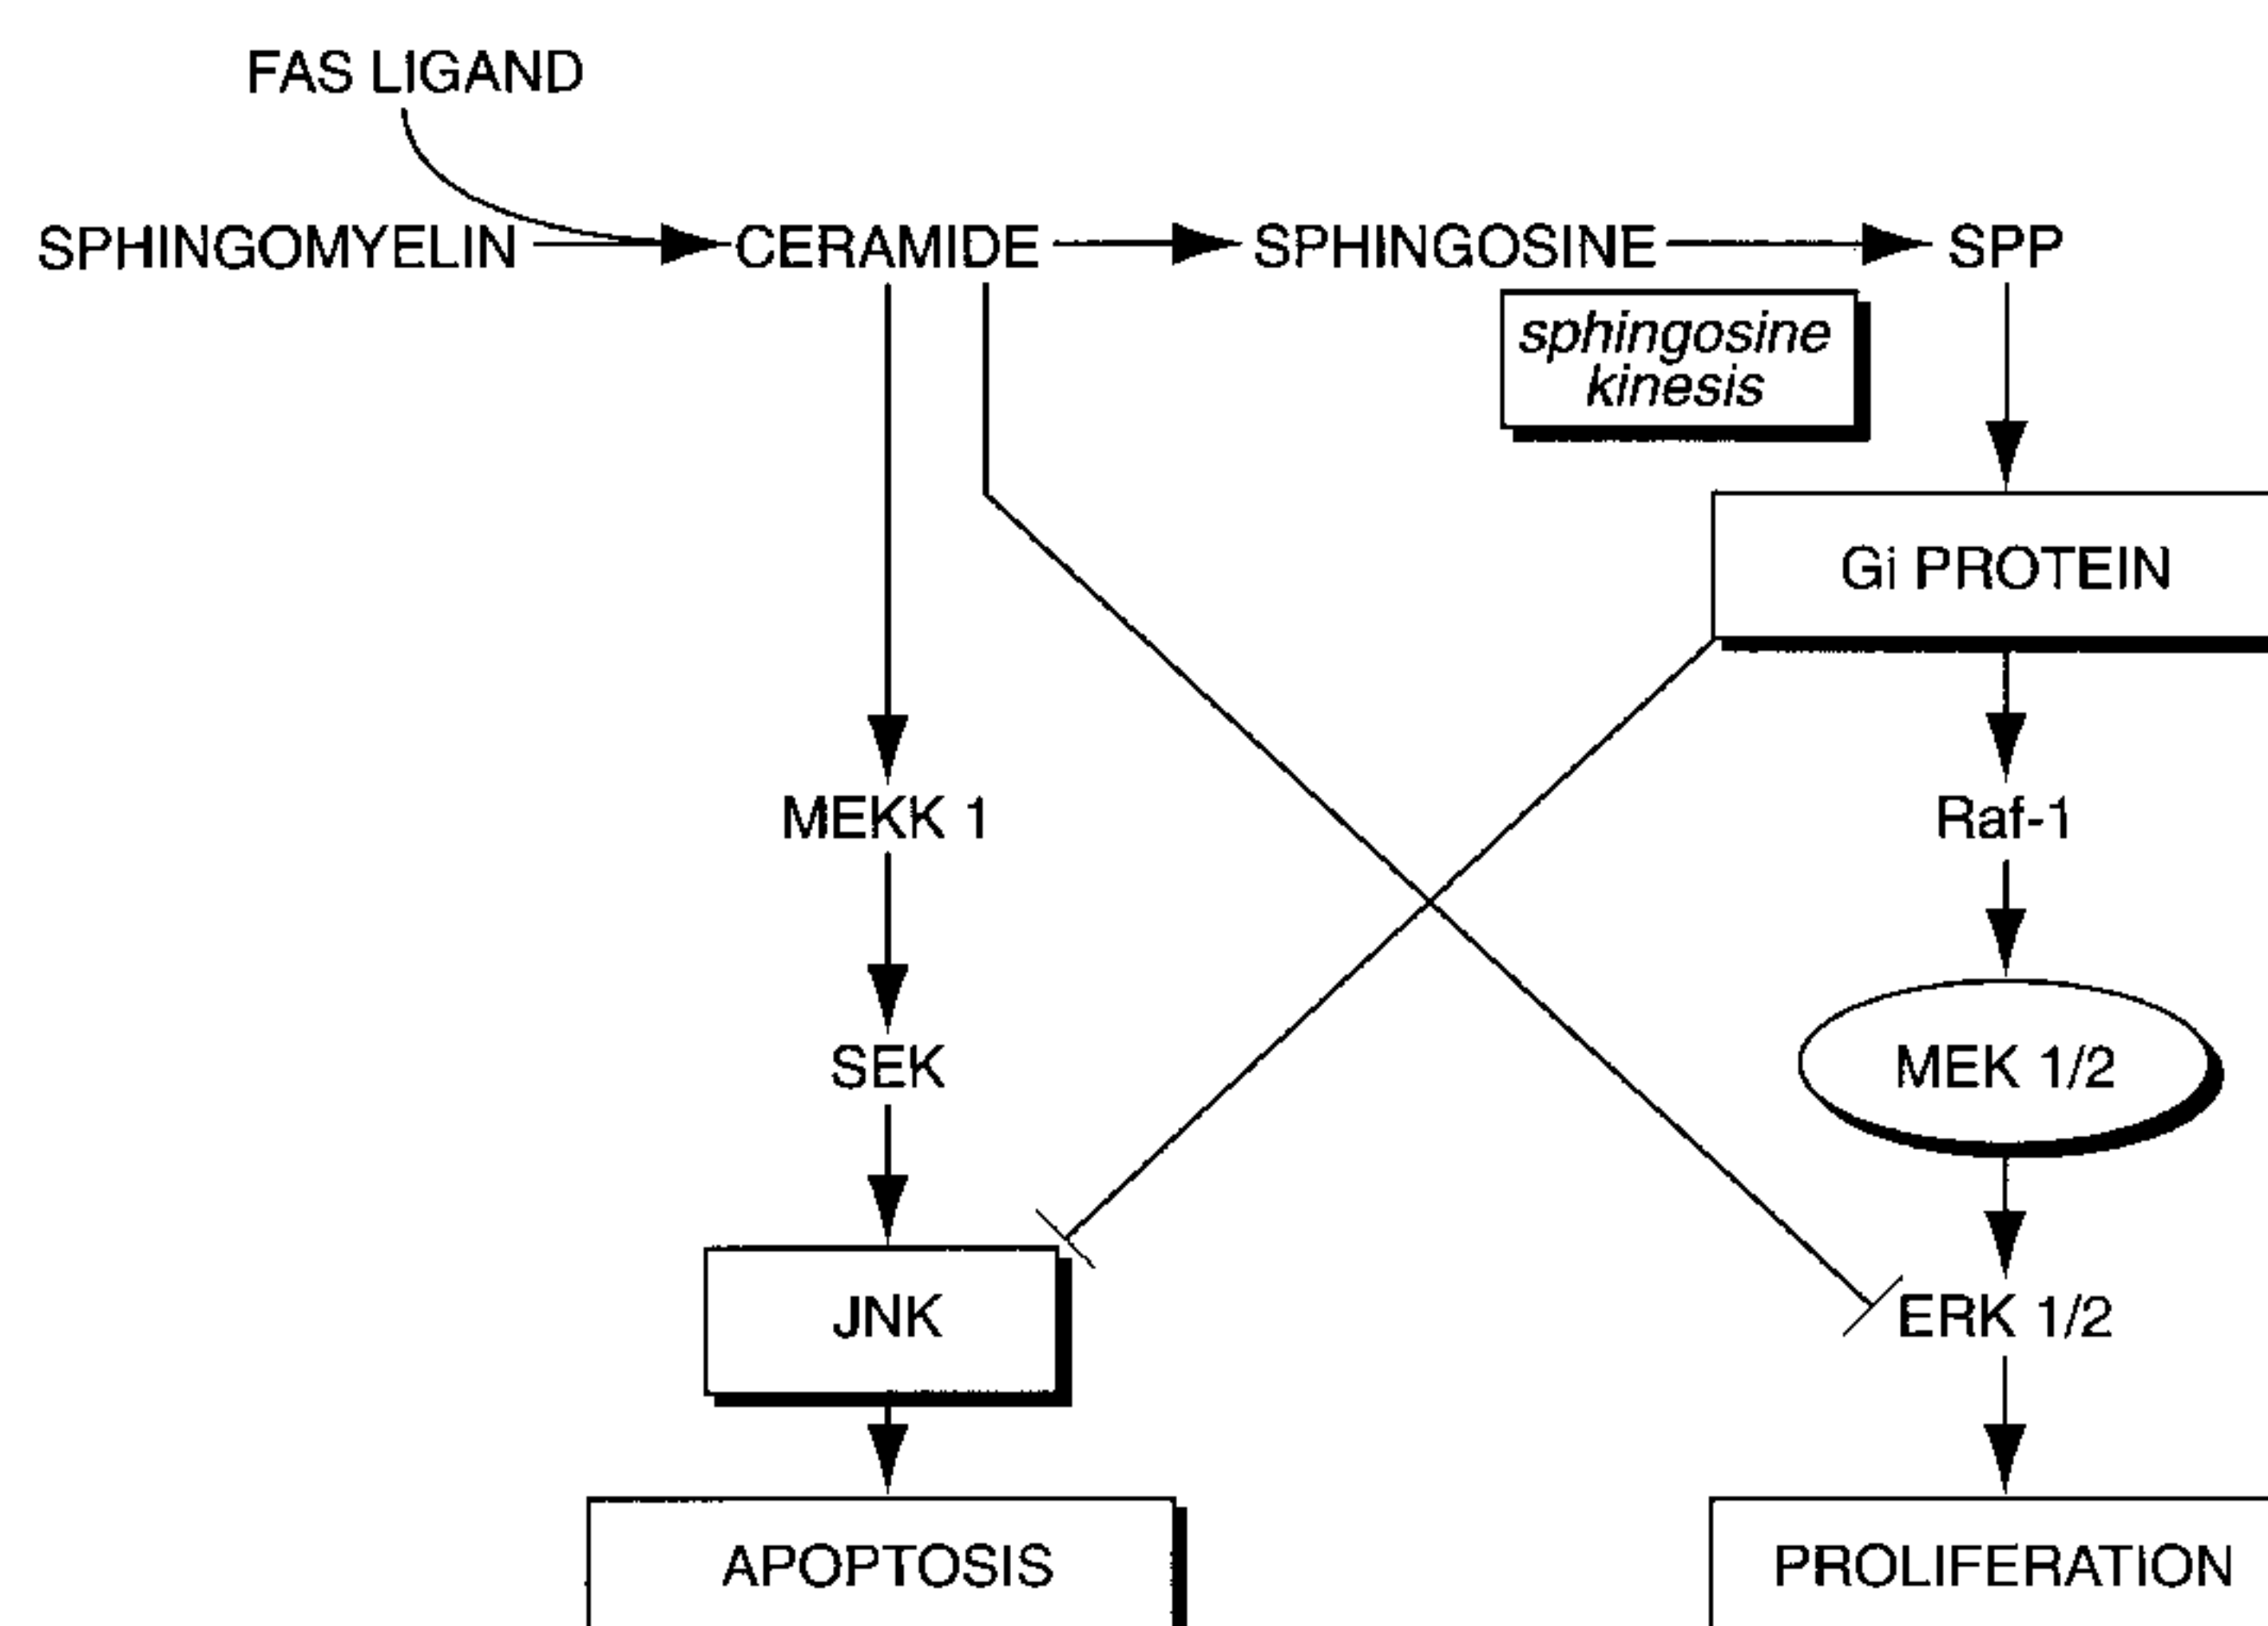 FAS LIGAND
SPHINGOMYELIN
CERAMIDE
SPHINGOSINE
SPP
sphingosine
kinesis
Gi PROTEIN
MEKK 1
Raf-1
SEK
MEK 1/2
JNK
ERK 1/2
APOPTOSIS
PROLIFERATION